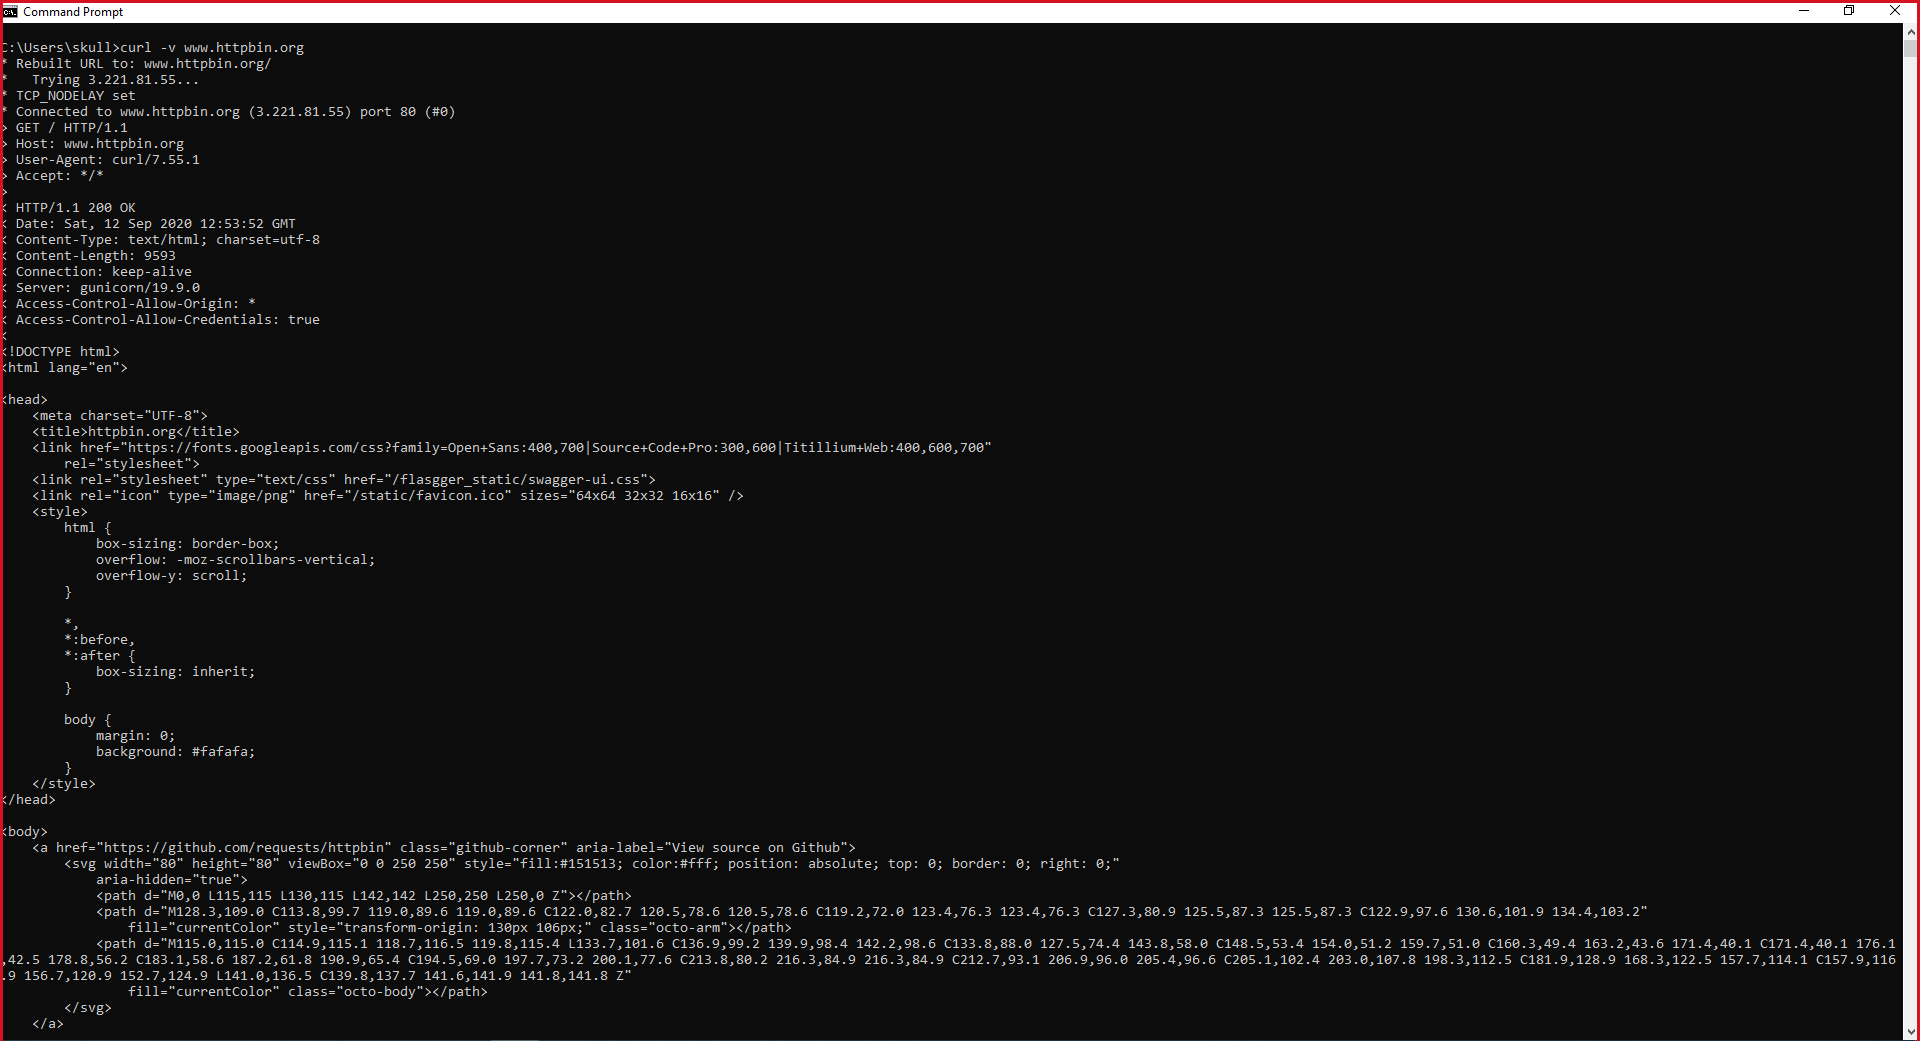 Command Prompt
C:\Users\skull>curl -v www.httpbin.org
* Rebuilt URL to: www.httpbin.org/
*   Trying 3.221.81.55...
* TCP_NODELAY set
* Connected to www.httpbin.org (3.221.81.55) port 80 (#0)
> GET / HTTP/1.1
> Host: www.httpbin.org
> User-Agent: curl/7.55.1
> Accept: */*
>
< HTTP/1.1 200 OK
< Date: Sat, 12 Sep 2020 12:53:52 GMT
< Content-Type: text/html; charset=utf-8
< Content-Length: 9593
< Connection: keep-alive
< Server: gunicorn/19.9.0
< Access-Control-Allow-Origin: *
< Access-Control-Allow-Credentials: true
<
<!DOCTYPE html>
<html lang="en">

<head>
    <meta charset="UTF-8">
    <title>httpbin.org</title>
    <link href="https://fonts.googleapis.com/css?family=Open+Sans:400,700|Source+Code+Pro:300,600|Titillium+Web:400,600,700"
        rel="stylesheet">
    <link rel="stylesheet" type="text/css" href="/flasgger_static/swagger-ui.css">
    <link rel="icon" type="image/png" href="/static/favicon.ico" sizes="64x64 32x32 16x16" />
    <style>
        html {
            box-sizing: border-box;
            overflow: -moz-scrollbars-vertical;
            overflow-y: scroll;
        }

        *,
        *:before,
        *:after {
            box-sizing: inherit;
        }

        body {
            margin: 0;
            background: #fafafa;
        }
    </style>
</head>

<body>
    <a href="https://github.com/requests/httpbin" class="github-corner" aria-label="View source on Github">
        <svg width="80" height="80" viewBox="0 0 250 250" style="fill:#151513; color:#fff; position: absolute; top: 0; border: 0; right: 0;"
            aria-hidden="true">
            <path d="M0,0 L115,115 L130,115 L142,142 L250,250 L250,0 Z"></path>
            <path d="M128.3,109.0 C113.8,99.7 119.0,89.6 119.0,89.6 C122.0,82.7 120.5,78.6 120.5,78.6 C119.2,72.0 123.4,76.3 123.4,76.3 C127.3,80.9 125.5,87.3 125.5,87.3 C122.9,97.6 130.6,101.9 134.4,103.2"
                fill="currentColor" style="transform-origin: 130px 106px;" class="octo-arm"></path>
            <path d="M115.0,115.0 C114.9,115.1 118.7,116.5 119.8,115.4 L133.7,101.6 C136.9,99.2 139.9,98.4 142.2,98.6 C133.8,88.0 127.5,74.4 143.8,58.0 C148.5,53.4 154.0,51.2 159.7,51.0 C160.3,49.4 163.2,43.6 171.4,40.1 C171.4,40.1 176.1
,42.5 178.8,56.2 C183.1,58.6 187.2,61.8 190.9,65.4 C194.5,69.0 197.7,73.2 200.1,77.6 C213.8,80.2 216.3,84.9 216.3,84.9 C212.7,93.1 206.9,96.0 205.4,96.6 C205.1,102.4 203.0,107.8 198.3,112.5 C181.9,128.9 168.3,122.5 157.7,114.1 C157.9,116
.9 156.7,120.9 152.7,124.9 L141.0,136.5 C139.8,137.7 141.6,141.9 141.8,141.8 Z"
                fill="currentColor" class="octo-body"></path>
        </svg>
    </a>